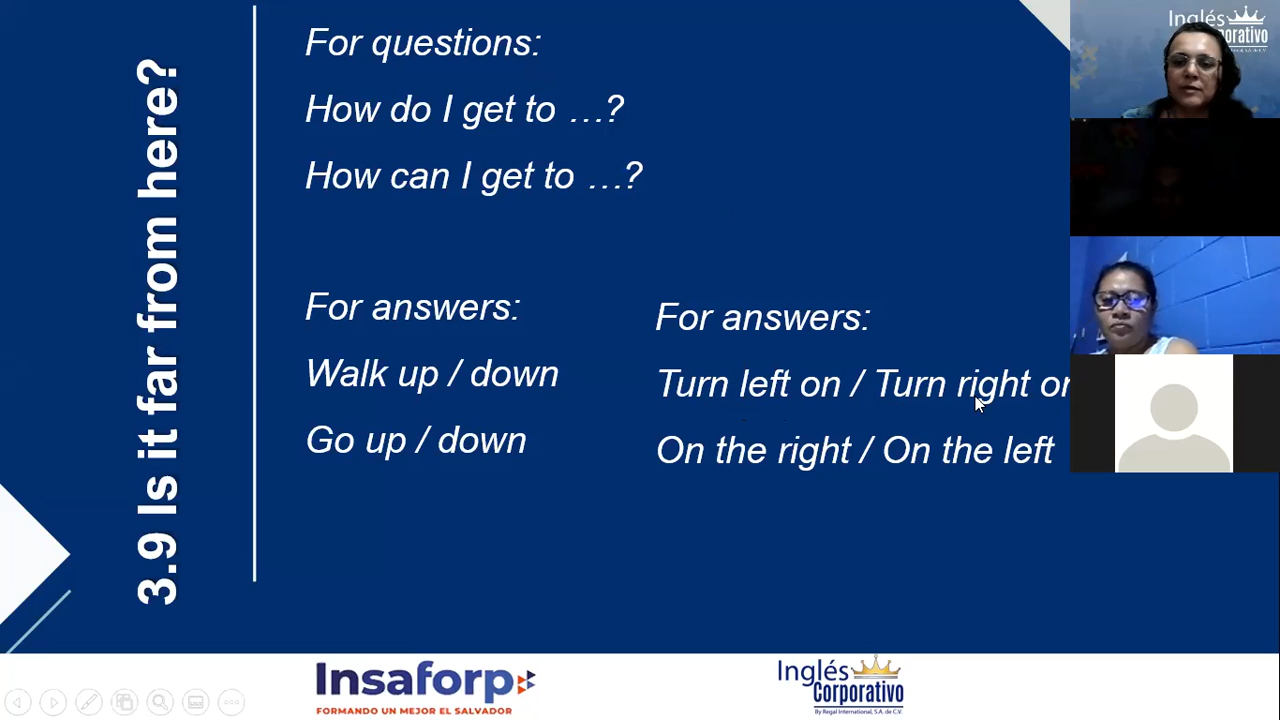 3.9 Is it far from here?
For questions:
How do I get to …?
How can I get to …?
For answers:
Walk up / down
Go up / down
For answers:
Turn left on / Turn right on
On the right / On the left
Inglés
orativo
Insaforp
FORMANDO UN MEJOR EL SALVADOR
Inglés
Corporativo
By Regal International, S.A. de C.V.